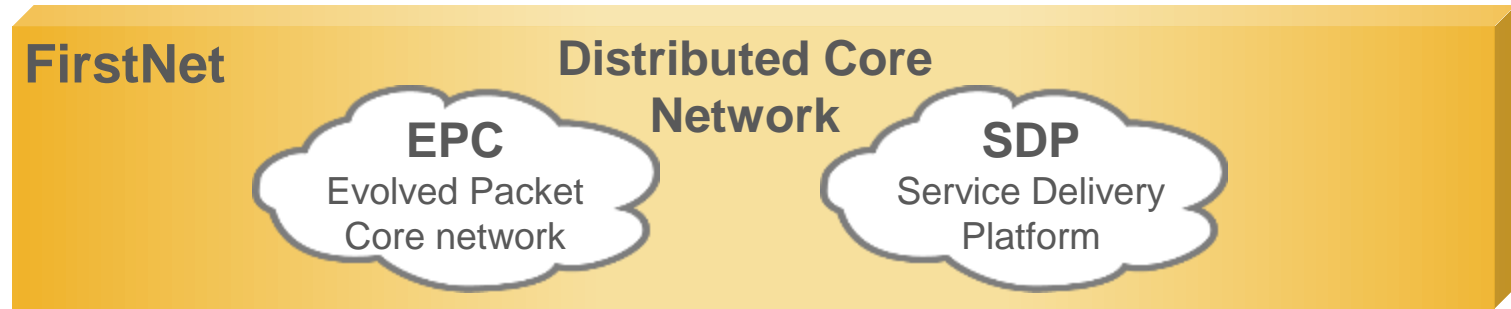 FirstNet
Distributed Core
Network
EPC
Evolved Packet
Core network
SDP
Service Delivery
Platform